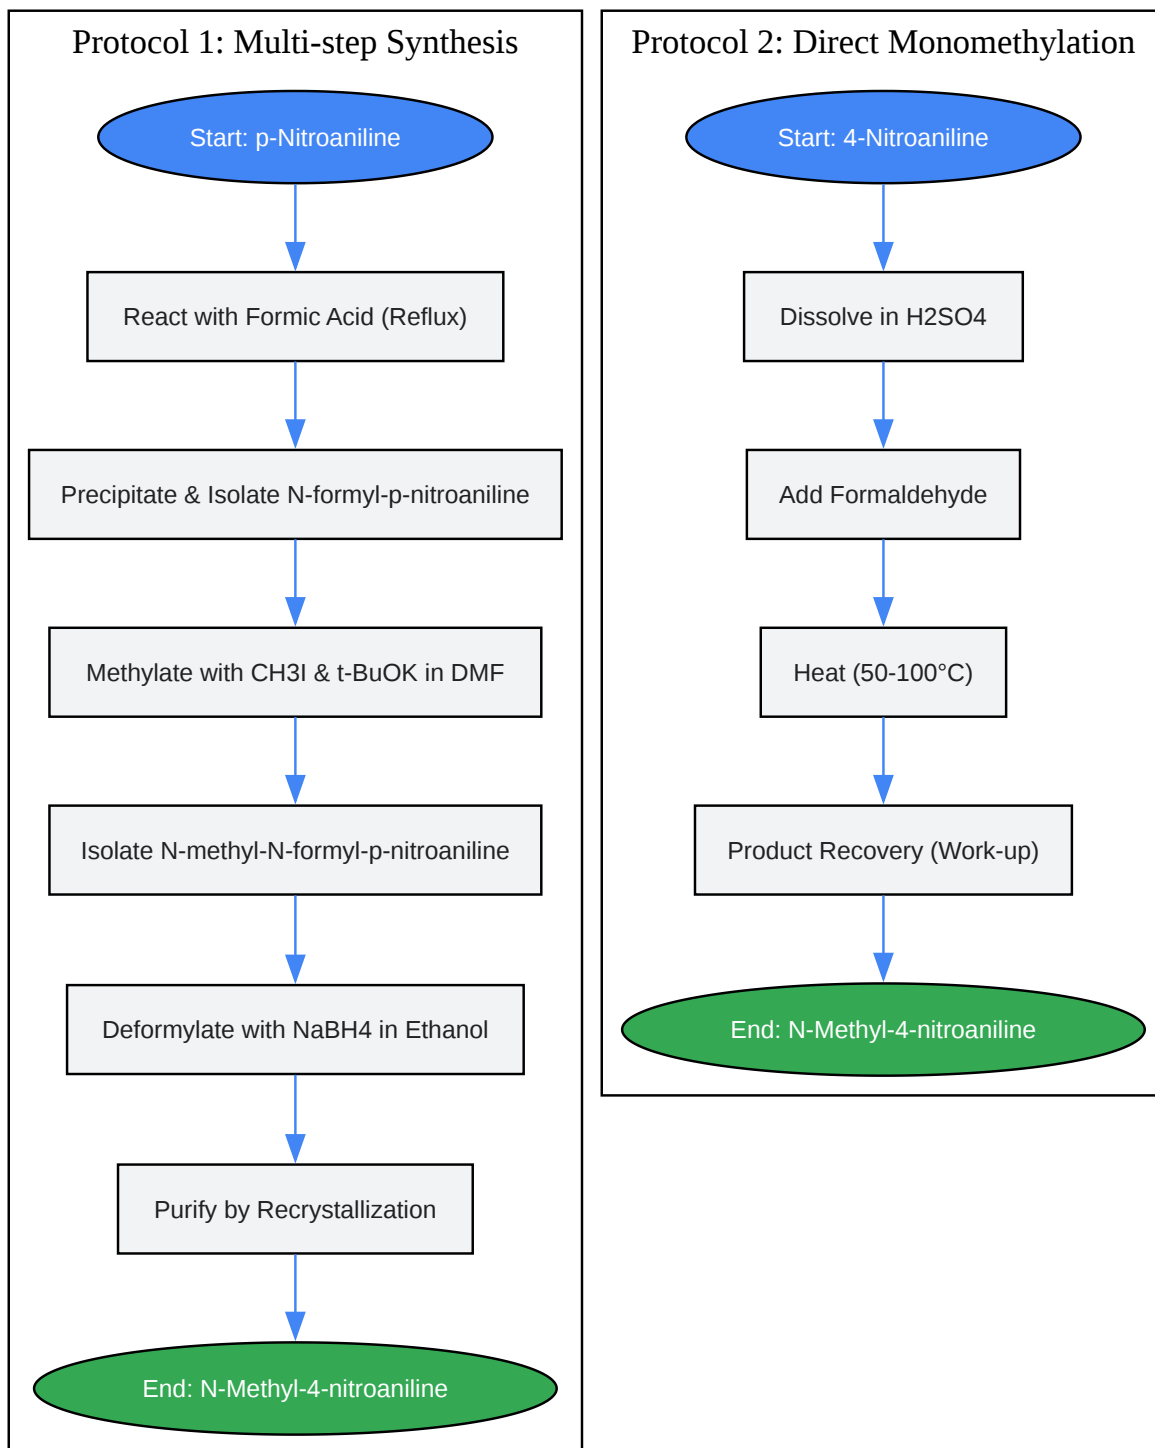 Protocol 1: Multi-step Synthesis
Start: p-Nitroaniline
React with Formic Acid (Reflux)
Precipitate & Isolate N-formyl-p-nitroaniline
Methylate with CH3I & t-BuOK in DMF
Isolate N-methyl-N-formyl-p-nitroaniline
Deformylate with NaBH4 in Ethanol
Purify by Recrystallization
End: N-Methyl-4-nitroaniline
Protocol 2: Direct Monomethylation
Start: 4-Nitroaniline
Dissolve in H2SO4
Add Formaldehyde
Heat (50-100°C)
Product Recovery (Work-up)
End: N-Methyl-4-nitroaniline